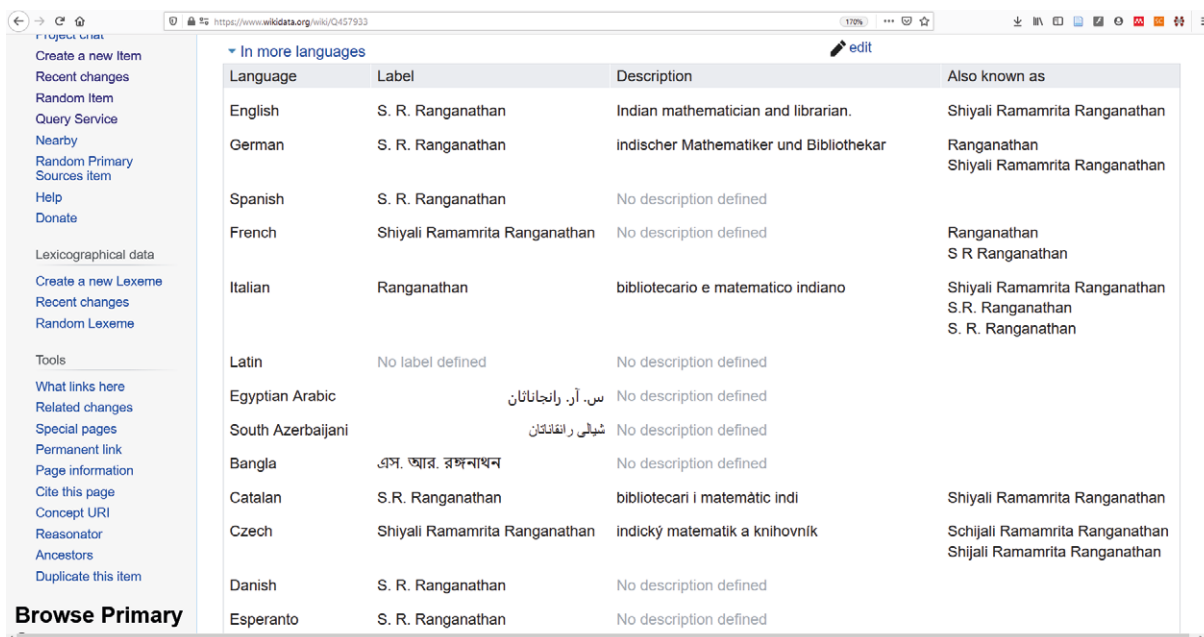 https://www.wikidata.org/wiki/Q457933
170%
Project chat
Create a new Item
Recent changes
Random Item
Query Service
Nearby
Random Primary
Sources item
Help
Donate
Lexicographical data
Create a new Lexeme
Recent changes
Random Lexeme
Tools
What links here
Related changes
Special pages
Permanent link
Page information
Cite this page
Concept URI
Reasonator
Ancestors
Duplicate this item
Browse Primary
In more languages
edit
Language Label Description Also known as
English S. R. Ranganathan Indian mathematician and librarian. Shiyali Ramamrita Ranganathan
German S. R. Ranganathan indischer Mathematiker und Bibliothekar Ranganathan
Shiyali Ramamrita Ranganathan
Spanish S. R. Ranganathan No description defined
French Shiyali Ramamrita Ranganathan No description defined Ranganathan
S R Ranganathan
Italian Ranganathan bibliotecario e matematico indiano Shiyali Ramamrita Ranganathan
S.R. Ranganathan
S. R. Ranganathan
Latin No label defined No description defined
Egyptian Arabic س. آر. رانجاناثان No description defined
South Azerbaijani شیالی رانقاناتان No description defined
Bangla এস. আর. রঙ্গনাথন No description defined
Catalan S.R. Ranganathan bibliotecari i matemàtic indi Shiyali Ramamrita Ranganathan
Czech Shiyali Ramamrita Ranganathan indický matematik a knihovník Schijali Ramamrita Ranganathan
Shijali Ramamrita Ranganathan
Danish S. R. Ranganathan No description defined
Esperanto S. R. Ranganathan No description defined